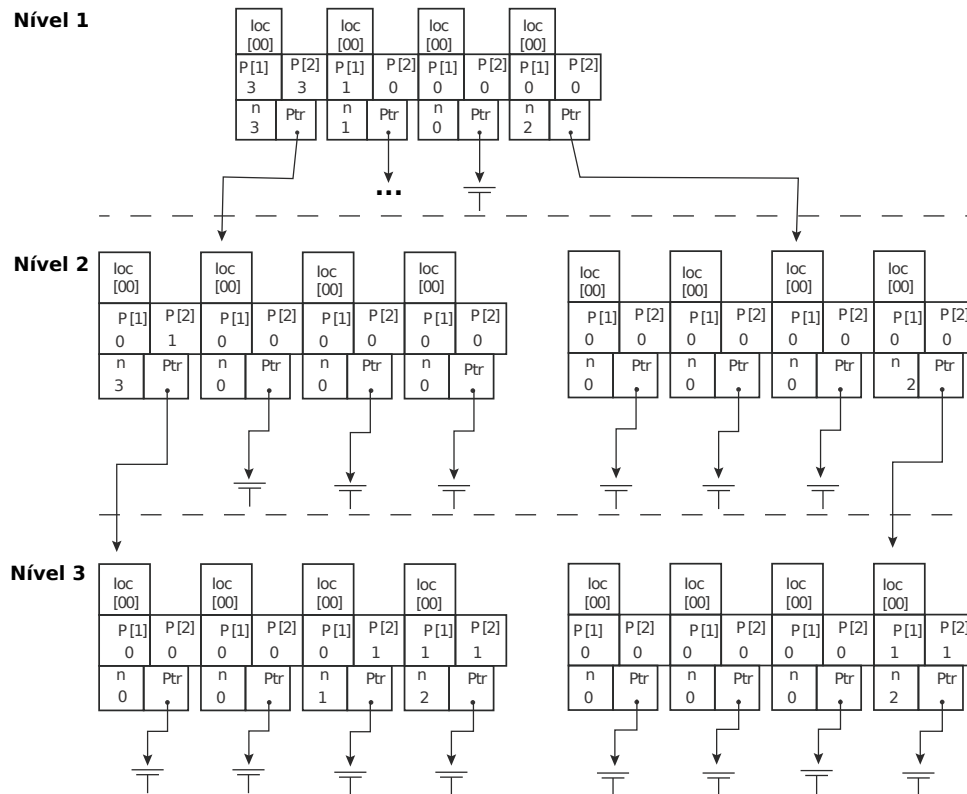 Nível 1
loc loc loc loc
[00] [00] [00] [00]
P[1] P[2] P[1] P[2] P[1] P[2] P[1] P[2]
3 3 1 0 0 0 0 0
n Ptr n Ptr n Ptr n Ptr
3 1 0 2
...
Nível 2
loc loc loc loc loc loc loc loc
[00] [00] [00] [00] [00] [00] [00] [00]
P[1] P[2] P[1] P[2] P[1] P[2] P[1] P[2] P[1] P[2] P[1] P[2] P[1] P[2] P[1] P[2]
0 1 0 0 0 0 0 0 0 0 0 0 0 0 0 0
n Ptr n Ptr n Ptr n Ptr n Ptr n Ptr n Ptr n Ptr
3 0 0 0 0 0 0 2
Nível 3
loc loc loc loc loc loc loc loc
[00] [00] [00] [00] [00] [00] [00] [00]
P[1] P[2] P[1] P[2] P[1] P[2] P[1] P[2] P[1] P[2] P[1] P[2] P[1] P[2] P[1] P[2]
0 0 0 0 0 1 1 1 0 0 0 0 0 0 1 1
n Ptr n Ptr n Ptr n Ptr n Ptr n Ptr n Ptr n Ptr
0 0 1 2 0 0 0 2